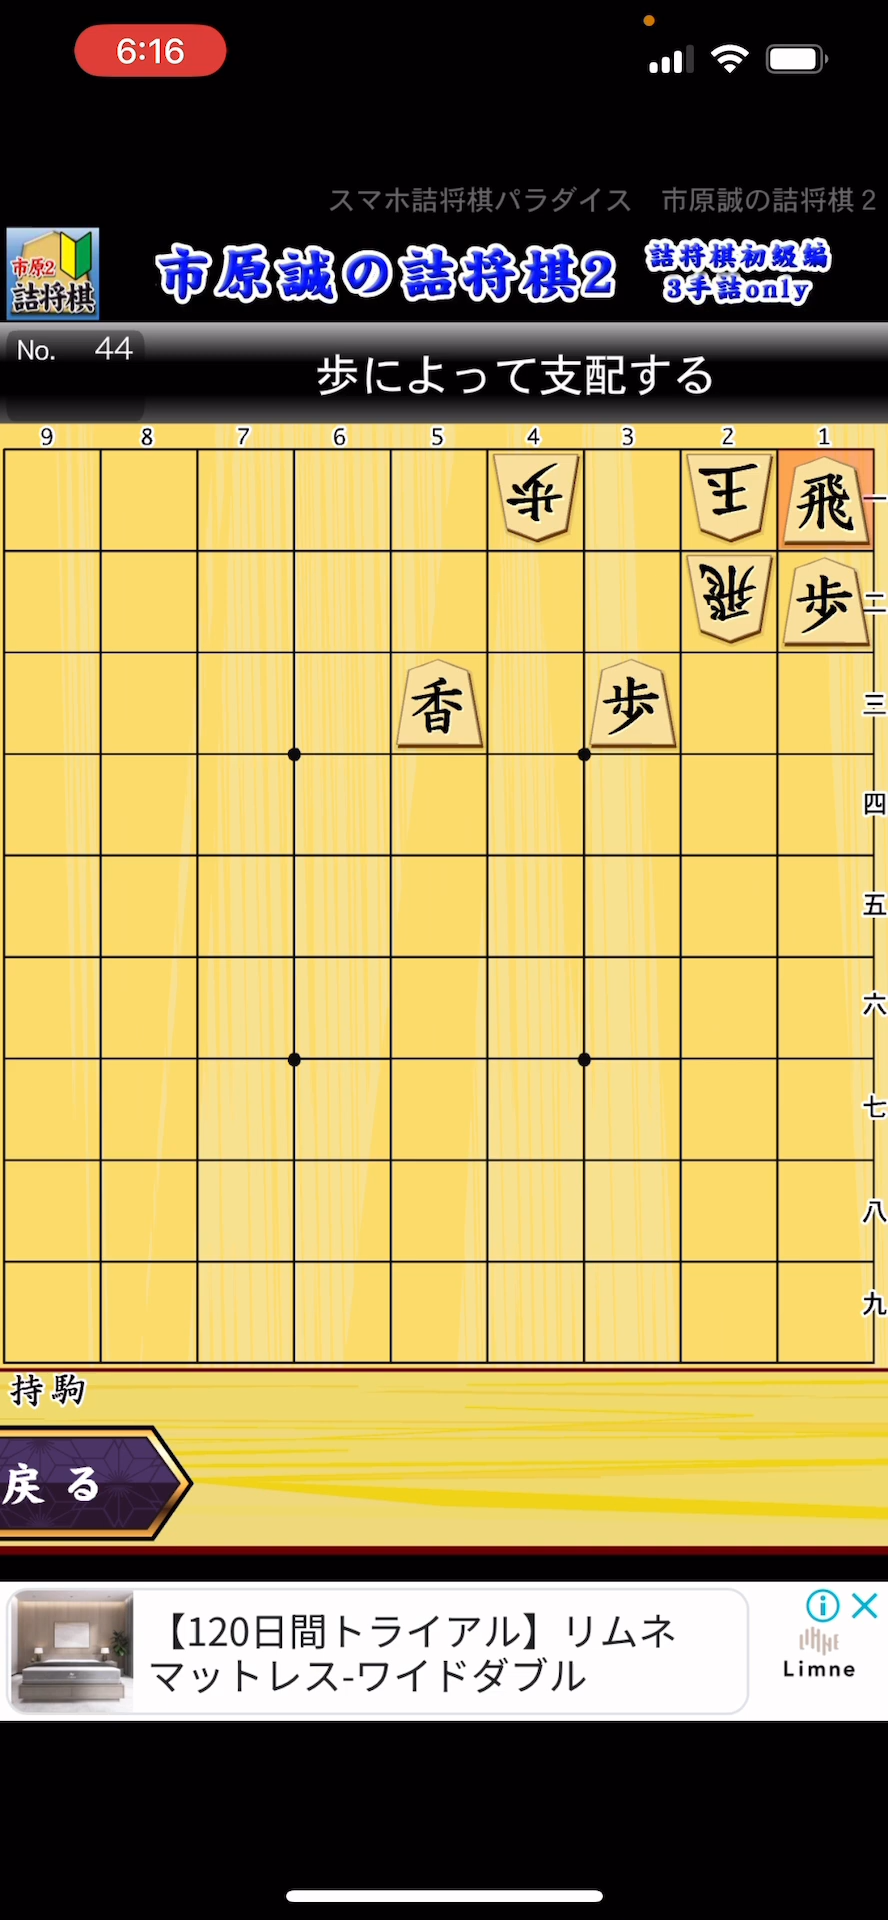 6:16
スマホ詰将棋パラダイス　市原誠の詰将棋２
市原2
詰将棋
市原誠の詰将棋2
詰将棋初級編
3手詰only
No. 44
歩によって支配する
9 8 7 6 5 4 3 2 1
歩 王 飛 一
飛 歩 二
香 歩 三
四
五
六
七
八
九
持駒
戻る
【120日間トライアル】リムネ
マットレス-ワイドダブル
Limne